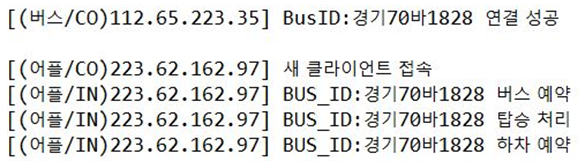 [(버스/CO)112.65.223.35] BusID:경기70바1828 연결 성공
[(어플/CO)223.62.162.97] 새 클라이언트 접속
[(어플/IN)223.62.162.97] BUS_ID:경기70바1828 버스 예약
[(어플/IN)223.62.162.97] BUS_ID:경기70바1828 탑승 처리
[(어플/IN)223.62.162.97] BUS_ID:경기70바1828 하차 예약